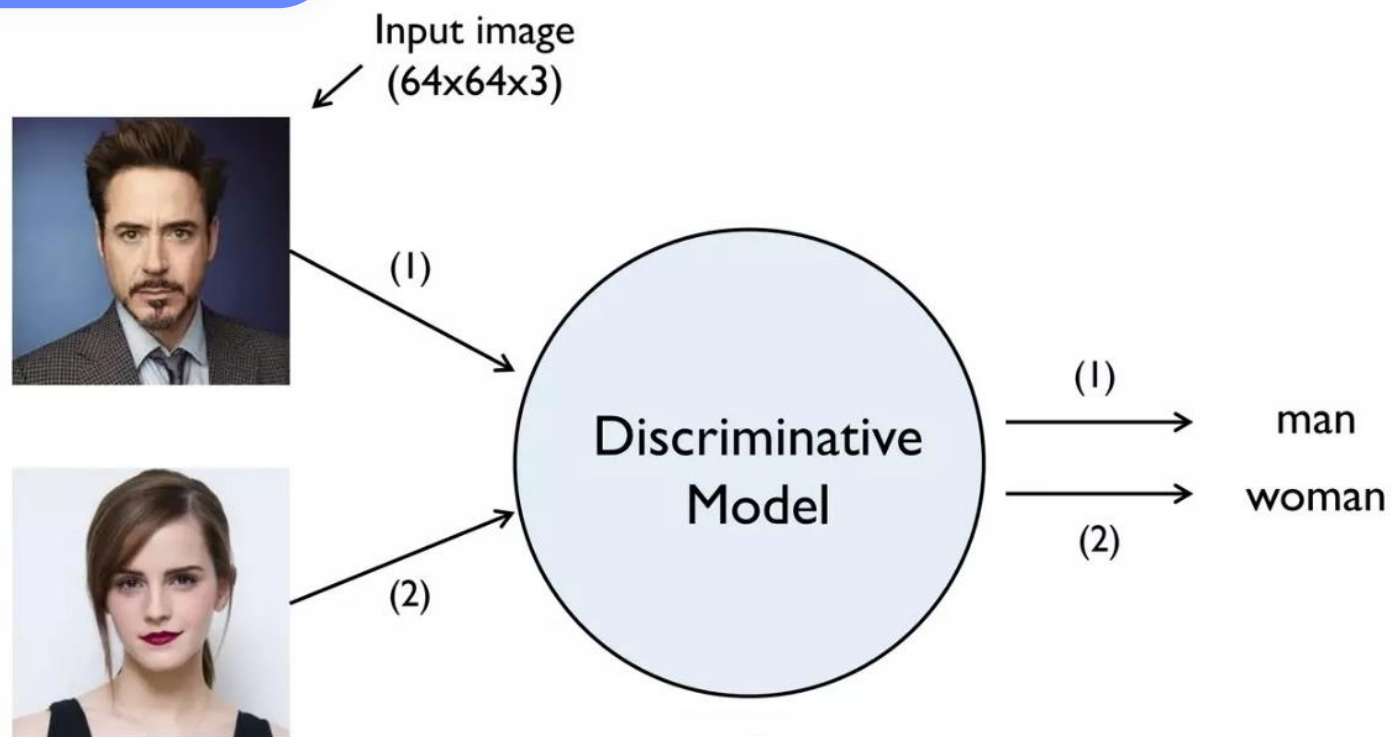 Input image
(64x64x3)
(1)
(1)
man
Discriminative
Model
woman
(2)
(2)